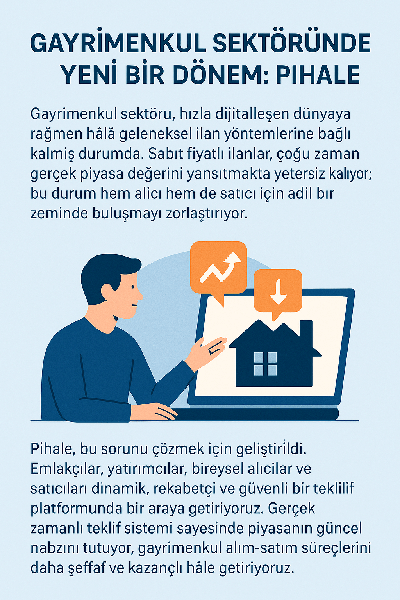 GAYRİMENKUL SEKTÖRÜNDE
YENİ BİR DÖNEM: PIHALE
Gayrimenkul sektöru, hızla dijitalleşen dünyaya
rağmen hâlâ geleneksel ilan yöntemlerine bağlı
kalmış durumda. Sabıt fiyatlı ilanlar, çoğu zaman
gerçek piyasa değerini yansıtmakta yetersiz kalıyor;
bu durum hem alıcı hem de satıcı için adil bır
zeminde buluşmayı zorlaştırıyor.
Pihale, bu sorunu çözmek için geliştirildi.
Emlakçılar, yatırımcılar, bireysel alıcılar ve
satıcıları dinamik, rekabetçi ve güvenli bir teklilif
platformunda bir araya getiriyoruz. Gerçek
zamanlı teklif sistemi sayesinde piyasanın güncel
nabzını tutuyor, gayrimenkul alım-satım süreçlerini
daha şeffaf ve kazançlı hâle getiriyoruz.